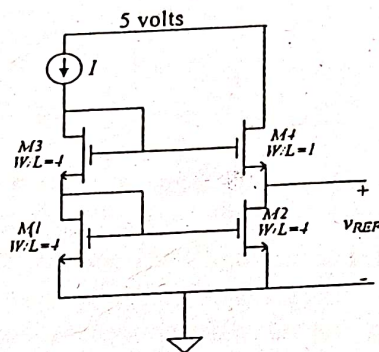 5 volts
I
M3
W/L=4
M4
W/L=1
M1
W/L=4
M2
W/L=4
+
vREF
-